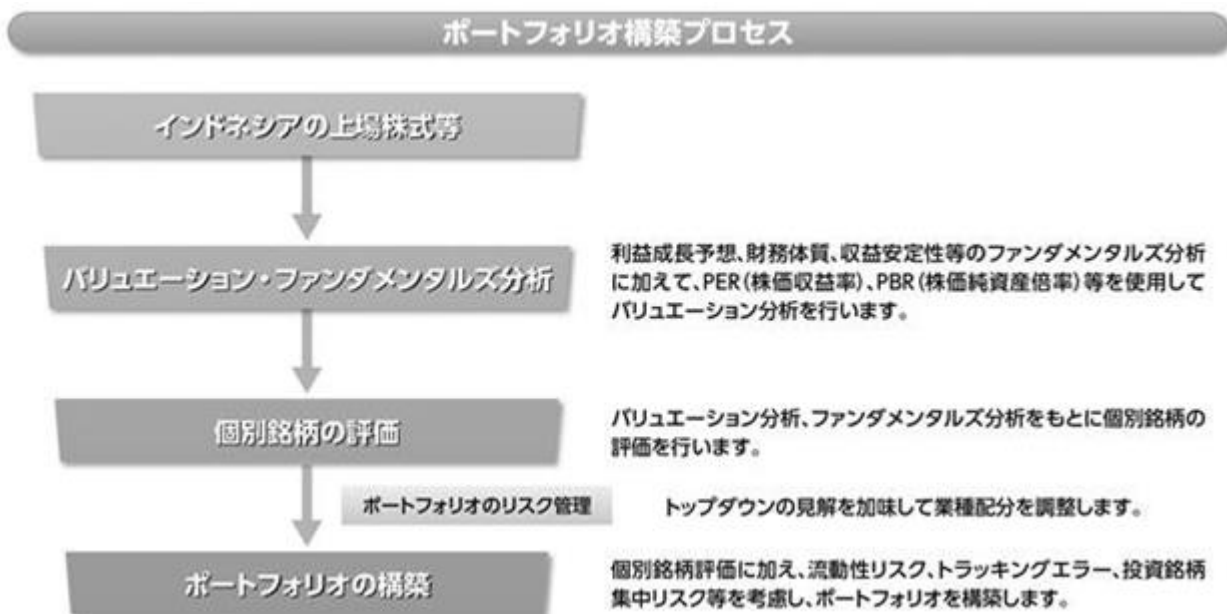 ポートフォリオ構築プロセス
インドネシアの上場株式等
バリュエーション・ファンダメンタルズ分析
利益成長予想、財務体質、収益安定性等のファンダメンタルズ分析
に加えて、PER（株価収益率）、PBR（株価純資産倍率）等を使用して
バリュエーション分析を行います。
個別銘柄の評価
バリュエーション分析、ファンダメンタルズ分析をもとに個別銘柄の
評価を行います。
ポートフォリオのリスク管理
トップダウンの見解を加味して業種配分を調整します。
ポートフォリオの構築
個別銘柄評価に加え、流動性リスク、トラッキングエラー、投資銘柄
集中リスク等を考慮し、ポートフォリオを構築します。